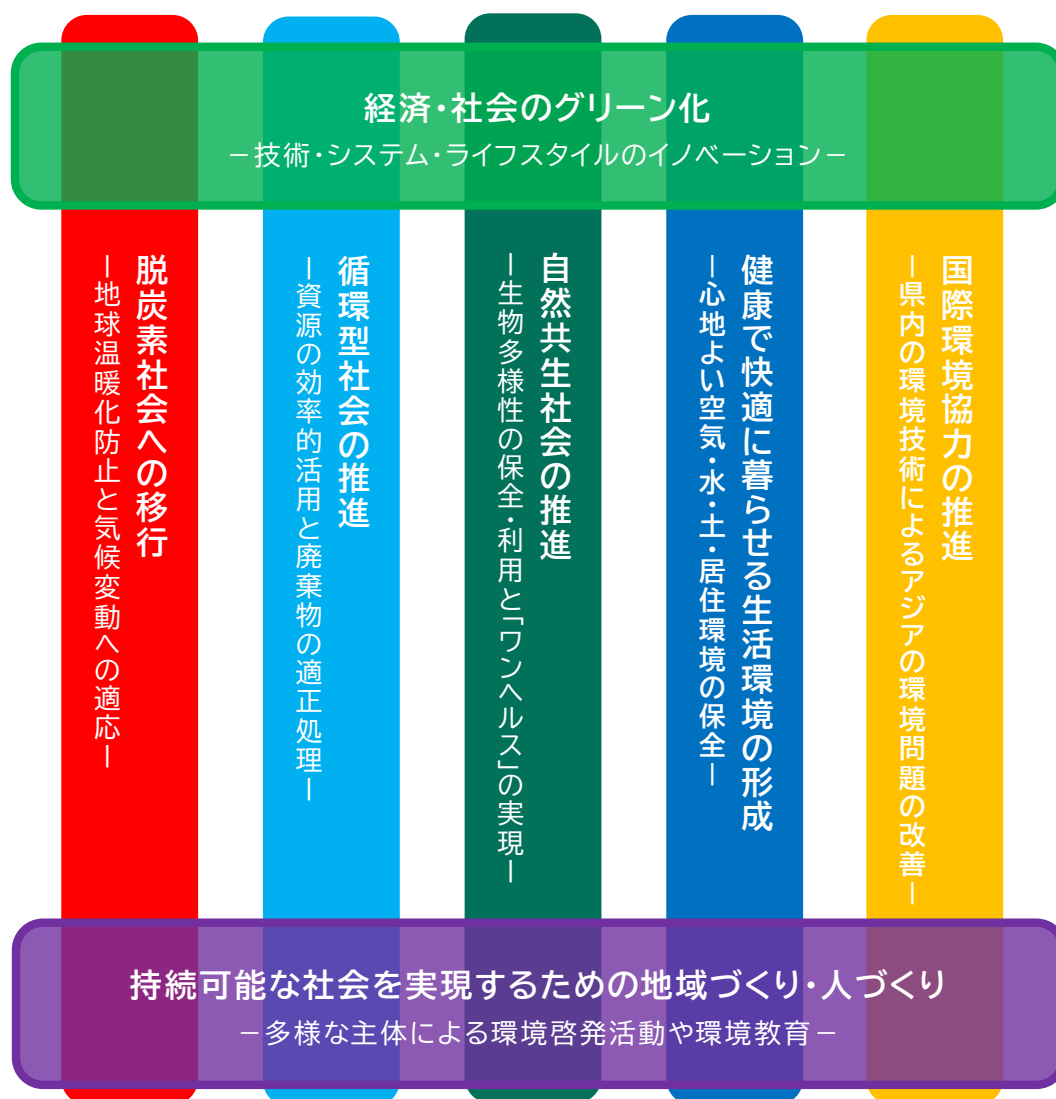 経済・社会のグリーン化
－技術・システム・ライフスタイルのイノベーション－
脱炭素社会への移行
－地球温暖化防止と気候変動への適応－
循環型社会の推進
－資源の効率的活用と廃棄物の適正処理－
自然共生社会の推進
－生物多様性の保全・利用と「ワンヘルス」の実現－
健康で快適に暮らせる生活環境の形成
－心地よい空気・水・土・居住環境の保全－
国際環境協力の推進
－県内の環境技術によるアジアの環境問題の改善－
持続可能な社会を実現するための地域づくり・人づくり
－多様な主体による環境啓発活動や環境教育－